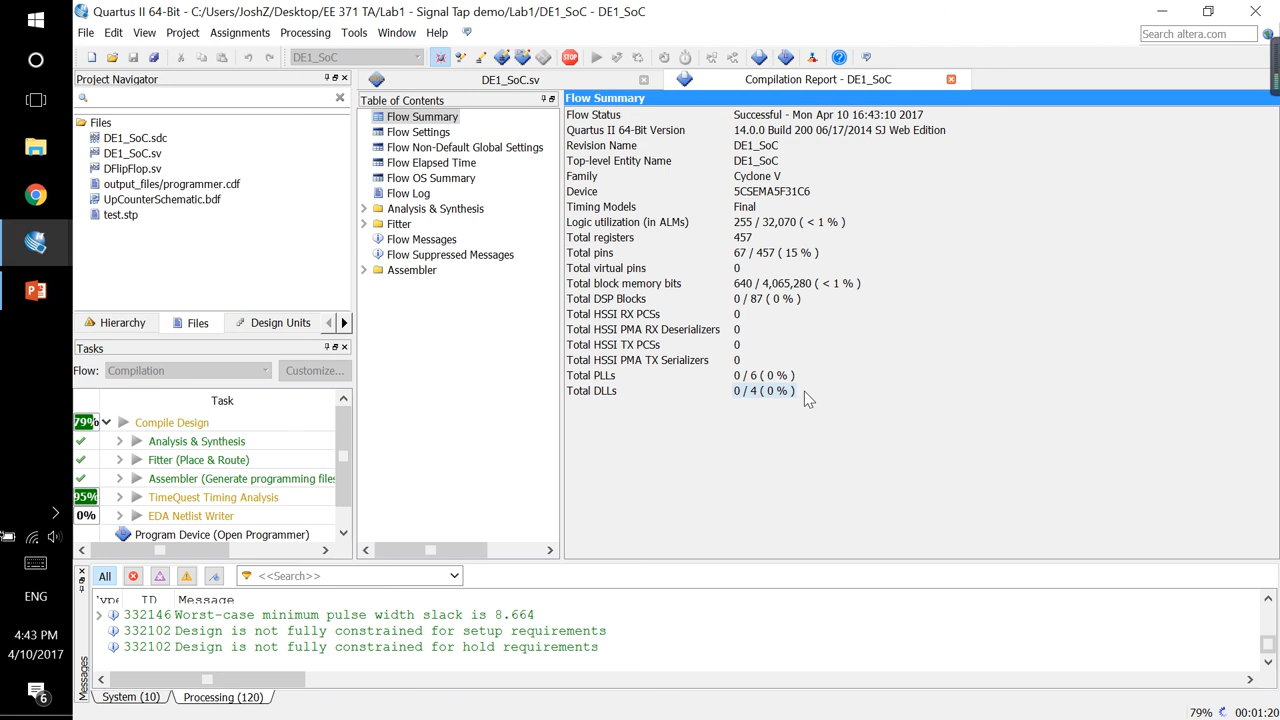 Quartus II 64-Bit - C:/Users/JoshZ/Desktop/EE 371 TA/Lab1 - Signal Tap demo/Lab1/DE1_SoC - DE1_SoC
File Edit View Project Assignments Processing Tools Window Help
Search altera.com
DE1_SoC
STOP
Project Navigator
DE1_SoC.sv
Compilation Report - DE1_SoC
Files
DE1_SoC.sdc
DE1_SoC.sv
DFlipFlop.sv
output_files/programmer.cdf
UpCounterSchematic.bdf
test.stp
Hierarchy Files Design Units
Table of Contents
Flow Summary
Flow Settings
Flow Non-Default Global Settings
Flow Elapsed Time
Flow OS Summary
Flow Log
Analysis & Synthesis
Fitter
Flow Messages
Flow Suppressed Messages
Assembler
Flow Summary
Flow Status Successful - Mon Apr 10 16:43:10 2017
Quartus II 64-Bit Version 14.0.0 Build 200 06/17/2014 SJ Web Edition
Revision Name DE1_SoC
Top-level Entity Name DE1_SoC
Family Cyclone V
Device 5CSEMA5F31C6
Timing Models Final
Logic utilization (in ALMs) 255 / 32,070 ( < 1 % )
Total registers 457
Total pins 67 / 457 ( 15 % )
Total virtual pins 0
Total block memory bits 640 / 4,065,280 ( < 1 % )
Total DSP Blocks 0 / 87 ( 0 % )
Total HSSI RX PCSs 0
Total HSSI PMA RX Deserializers 0
Total HSSI TX PCSs 0
Total HSSI PMA TX Serializers 0
Total PLLs 0 / 6 ( 0 % )
Total DLLs 0 / 4 ( 0 % )
Tasks
Flow: Compilation Customize...
Task
79% Compile Design
Analysis & Synthesis
Fitter (Place & Route)
Assembler (Generate programming files
95% TimeQuest Timing Analysis
0% EDA Netlist Writer
Program Device (Open Programmer)
All <<Search>>
Type ID Message
332146 Worst-case minimum pulse width slack is 8.664
332102 Design is not fully constrained for setup requirements
332102 Design is not fully constrained for hold requirements
Messages
System (10) Processing (120)
79% 00:01:20
ENG
4:43 PM
4/10/2017
6